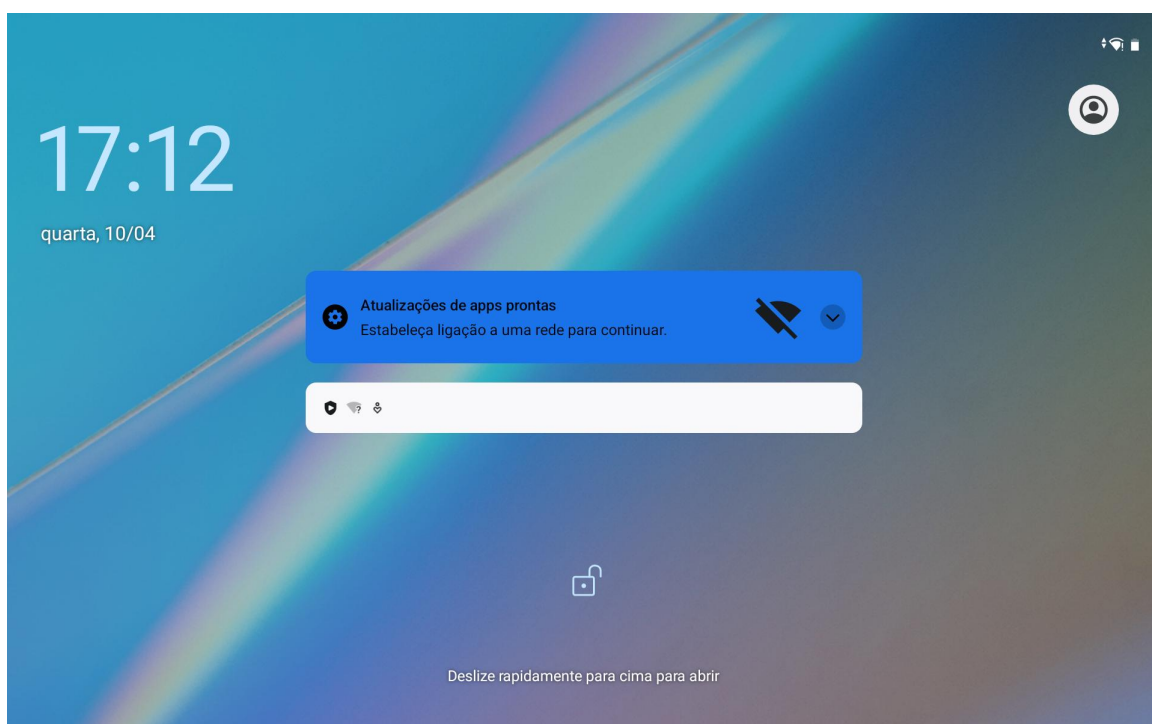 17:12
quarta, 10/04
Atualizações de apps prontas
Estabeleça ligação a uma rede para continuar.
Deslize rapidamente para cima para abrir